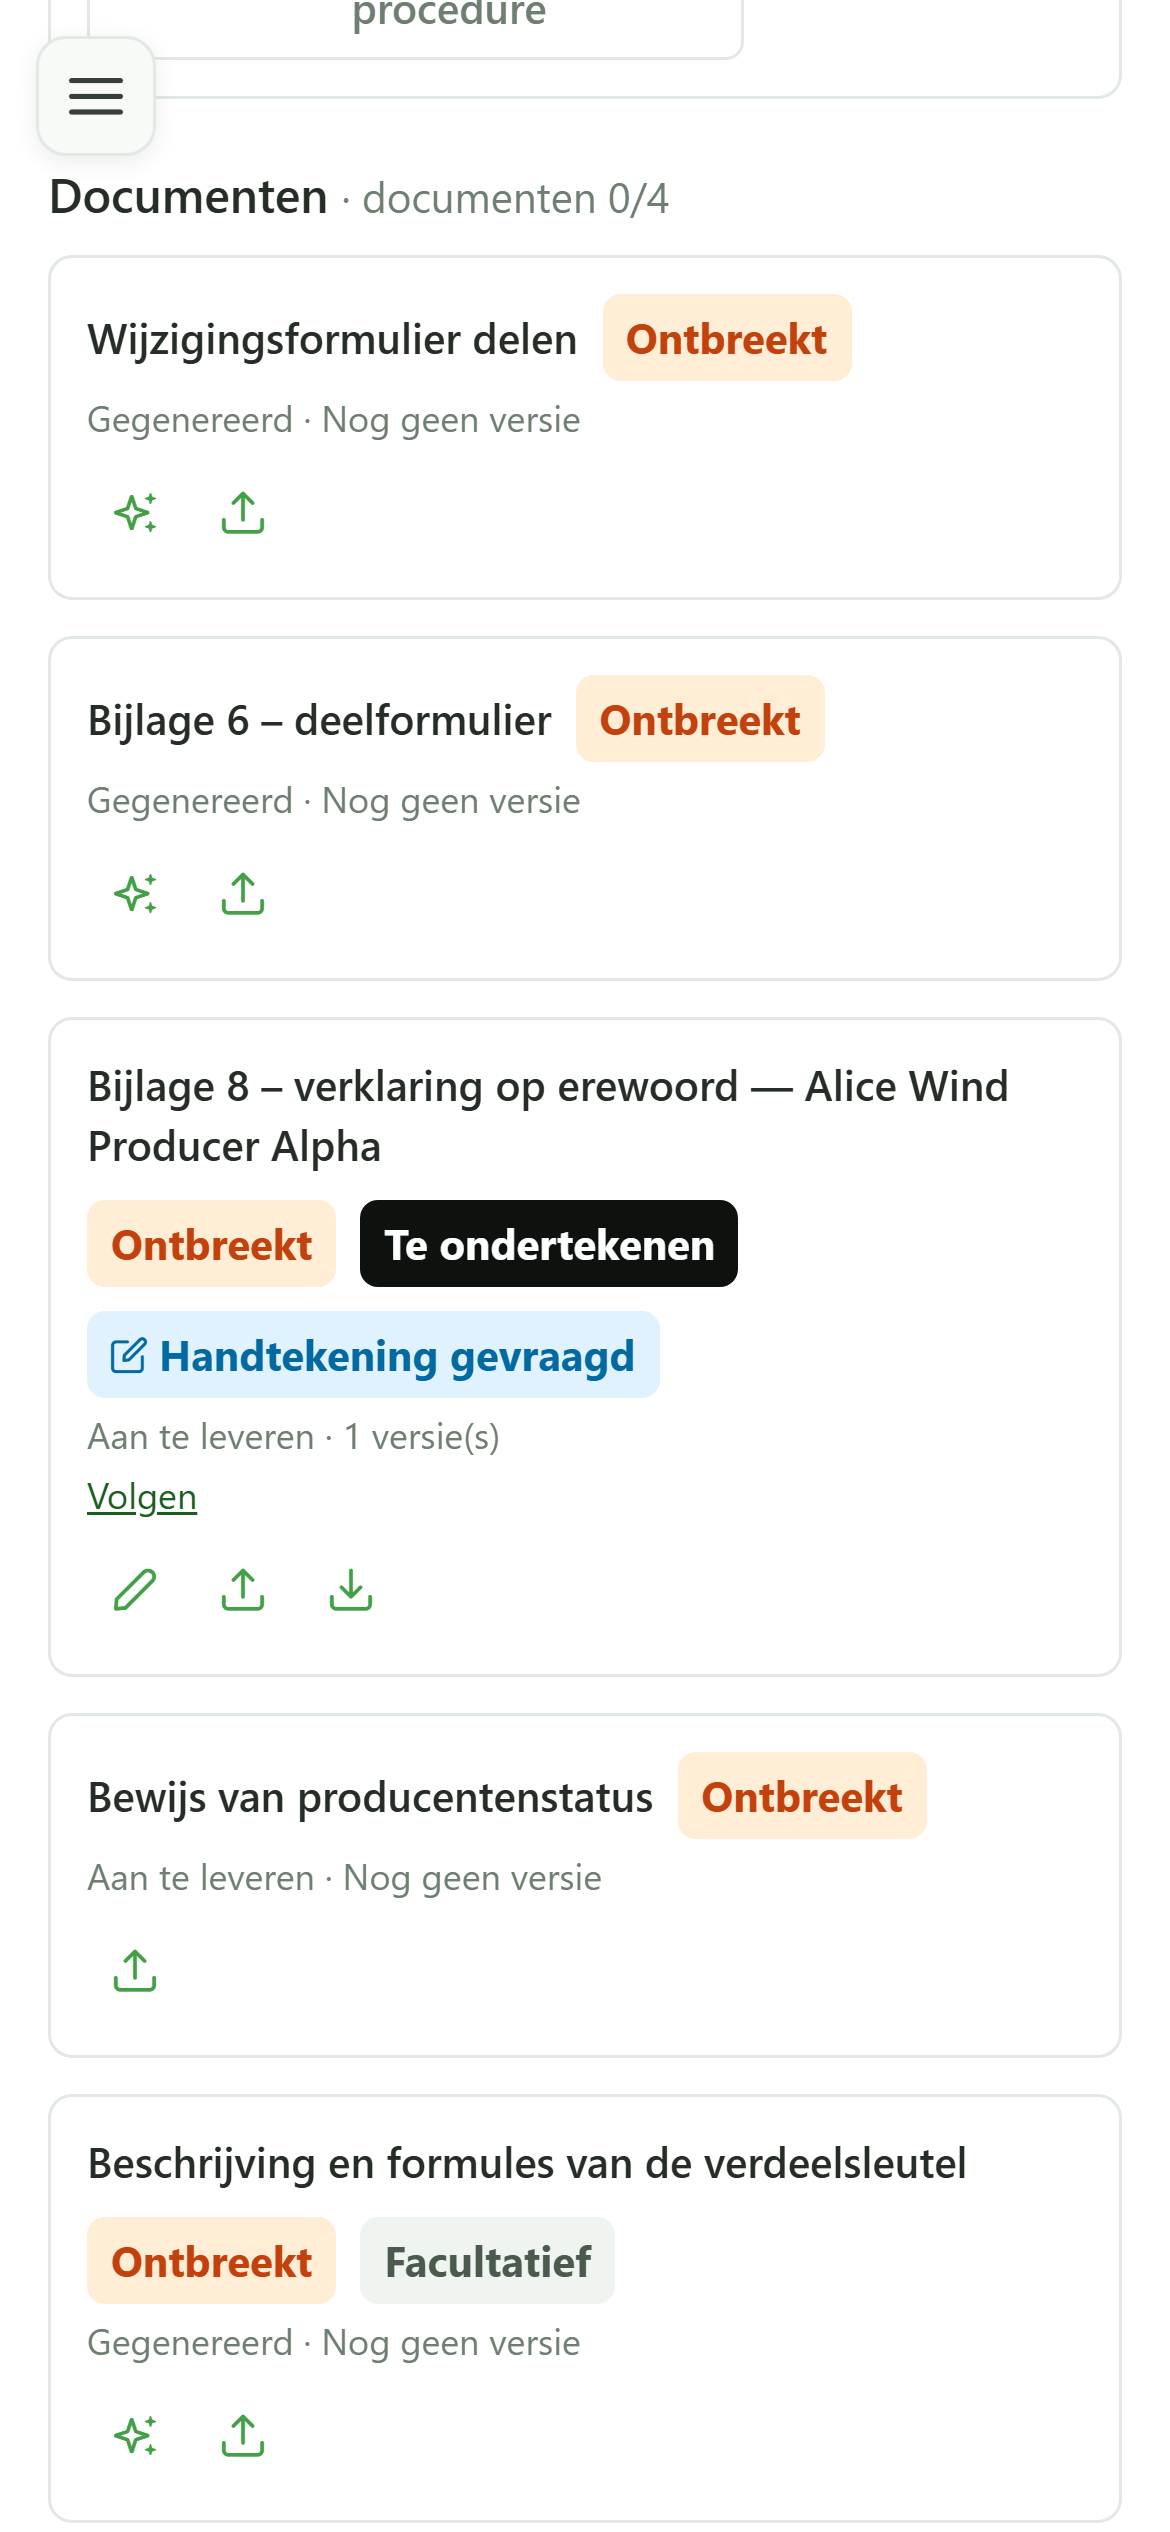 procedure
Documenten · documenten 0/4
Wijzigingsformulier delen Ontbreekt
Gegenereerd · Nog geen versie
Bijlage 6 – deelformulier Ontbreekt
Gegenereerd · Nog geen versie
Bijlage 8 – verklaring op erewoord — Alice Wind
Producer Alpha
Ontbreekt Te ondertekenen
Handtekening gevraagd
Aan te leveren · 1 versie(s)
Volgen
Bewijs van producentenstatus Ontbreekt
Aan te leveren · Nog geen versie
Beschrijving en formules van de verdeelsleutel
Ontbreekt Facultatief
Gegenereerd · Nog geen versie